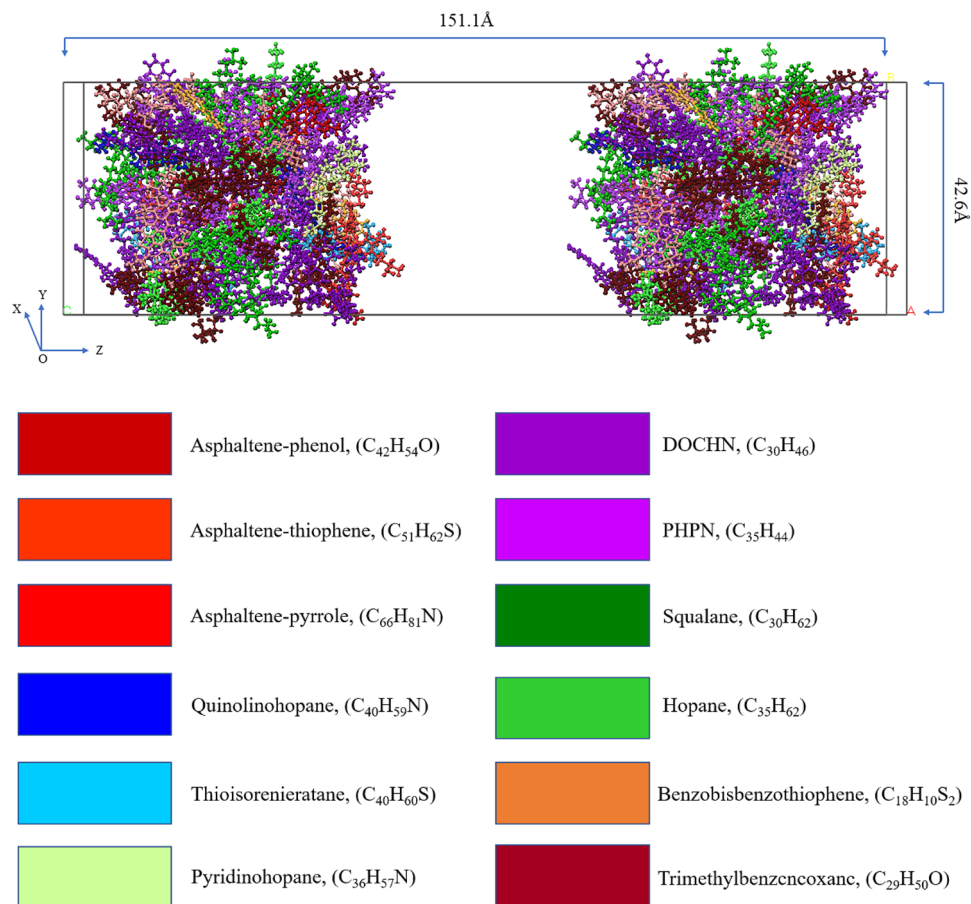 151.1Å
B
42.6Å
C
A
X
Y
O
Z
Asphaltene-phenol, (C₄₂H₅₄O)
DOCHN, (C₃₀H₄₆)
Asphaltene-thiophene, (C₅₁H₆₂S)
PHPN, (C₃₅H₄₄)
Asphaltene-pyrrole, (C₆₆H₈₁N)
Squalane, (C₃₀H₆₂)
Quinolinohopane, (C₄₀H₅₉N)
Hopane, (C₃₅H₆₂)
Thioisorenieratane, (C₄₀H₆₀S)
Benzobisbenzothiophene, (C₁₈H₁₀S₂)
Pyridinohopane, (C₃₆H₅₇N)
Trimethylbenzcncoxanc, (C₂₉H₅₀O)